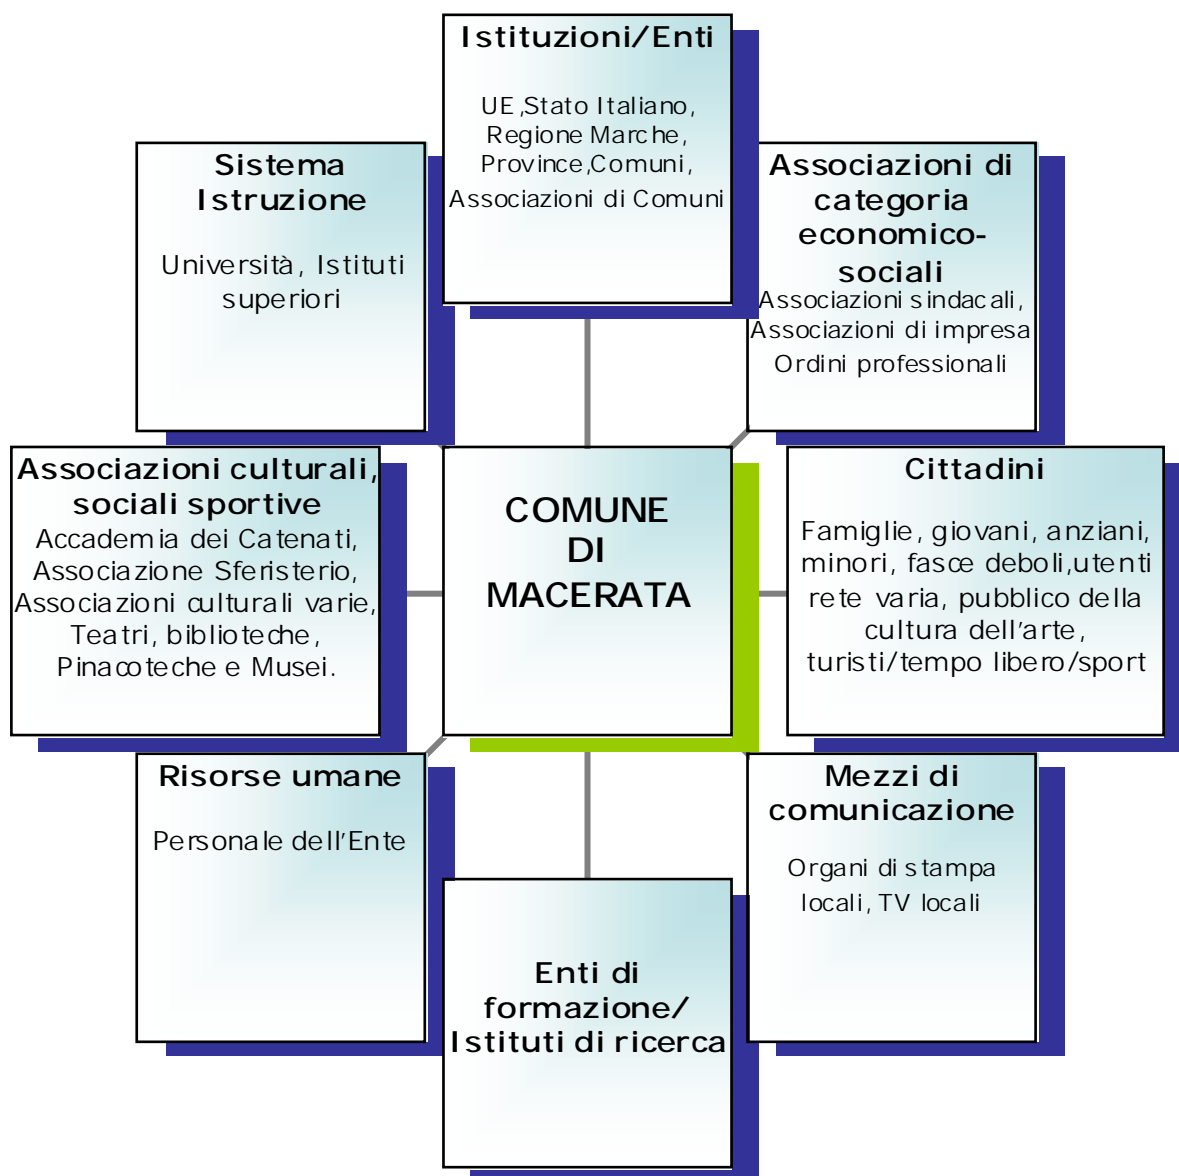 Istituzioni/Enti
UE,Stato Italiano,
Regione Marche,
Province,Comuni,
Associazioni di Comuni
Sistema
Istruzione
Università, Istituti
superiori
Associazioni di
categoria
economico-
sociali
Associazioni sindacali,
Associazioni di impresa
Ordini professionali
Associazioni culturali,
sociali sportive
Accademia dei Catenati,
Associazione Sferisterio,
Associazioni culturali varie,
Teatri, biblioteche,
Pinacoteche e Musei.
COMUNE
DI
MACERATA
Cittadini
Famiglie, giovani, anziani,
minori, fasce deboli,utenti
rete varia, pubblico della
cultura dell'arte,
turisti/tempo libero/sport
Risorse umane
Personale dell'Ente
Mezzi di
comunicazione
Organi di stampa
locali, TV locali
Enti di
formazione/
Istituti di ricerca